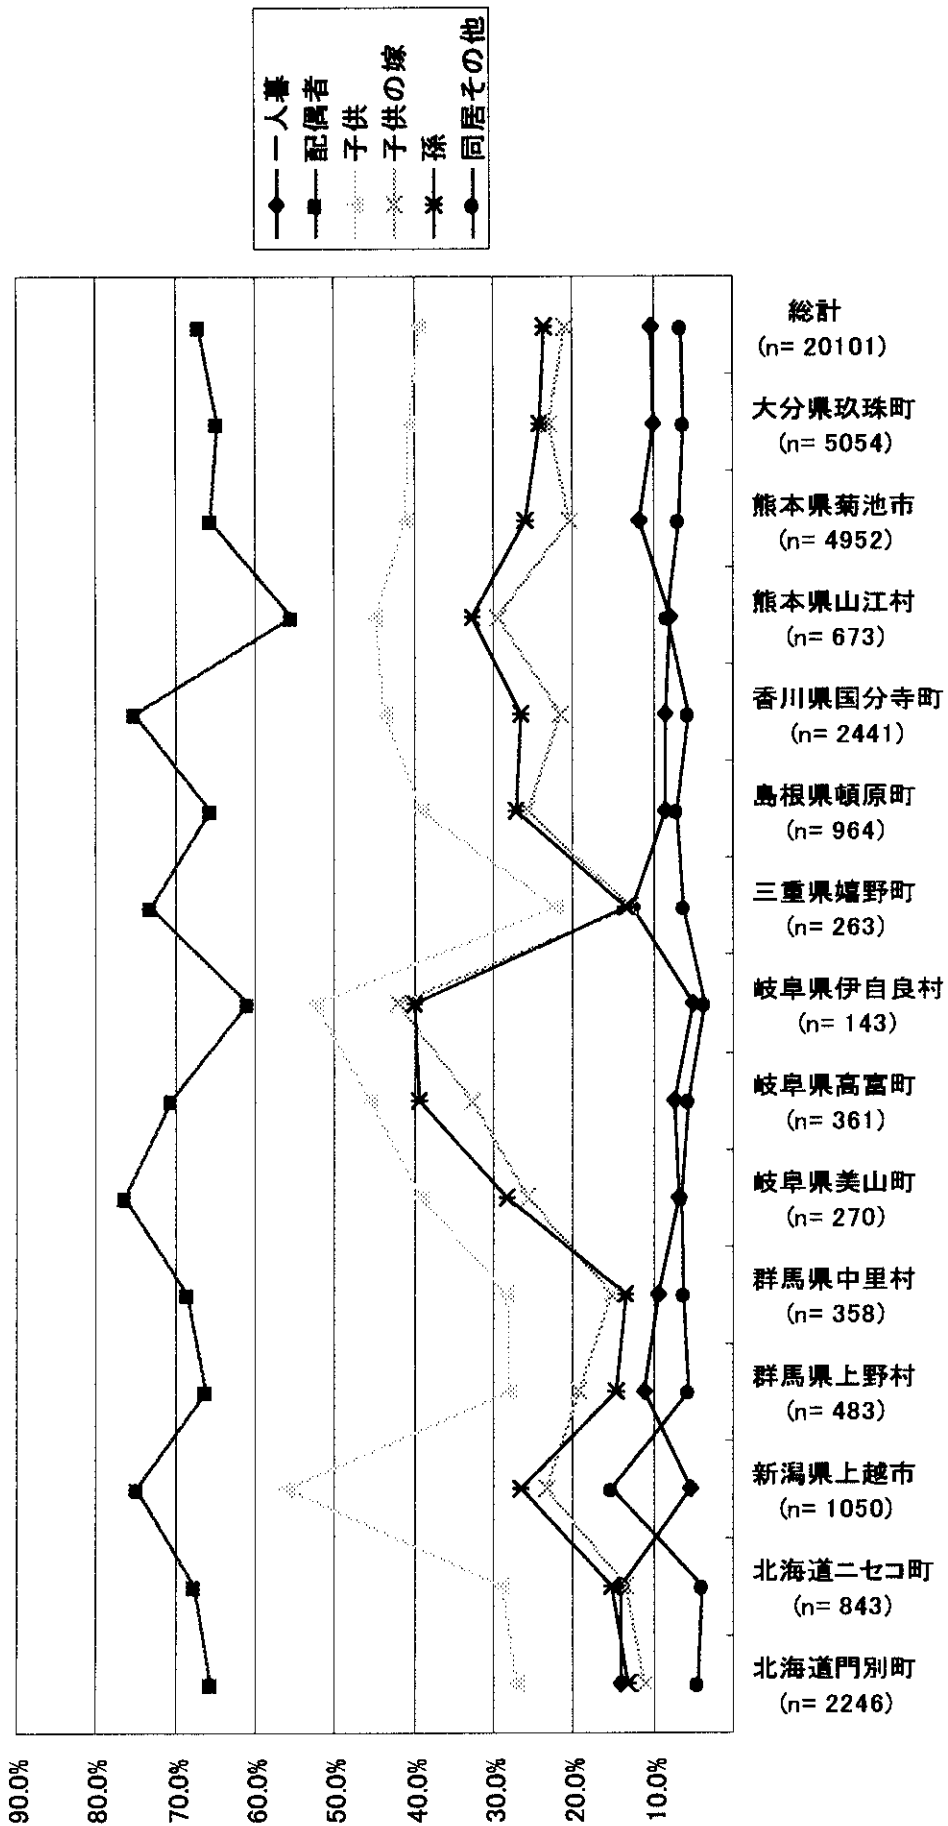 一人暮
配偶者
子供
子供の嫁
孫
同居その他
総計
(n= 20101)
大分県玖珠町
(n= 5054)
熊本県菊池市
(n= 4952)
熊本県山江村
(n= 673)
香川県国分寺町
(n= 2441)
島根県頓原町
(n= 964)
三重県嬉野町
(n= 263)
岐阜県伊自良村
(n= 143)
岐阜県高富町
(n= 361)
岐阜県美山町
(n= 270)
群馬県中里村
(n= 358)
群馬県上野村
(n= 483)
新潟県上越市
(n= 1050)
北海道ニセコ町
(n= 843)
北海道門別町
(n= 2246)
90.0%
80.0%
70.0%
60.0%
50.0%
40.0%
30.0%
20.0%
10.0%